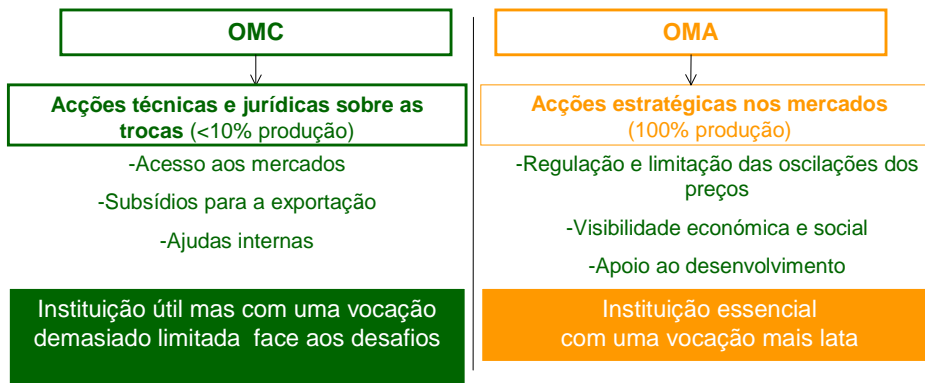 OMC
Acções técnicas e jurídicas sobre as
trocas (<10% produção)
-Acesso aos mercados
-Subsídios para a exportação
-Ajudas internas
Instituição útil mas com uma vocação
demasiado limitada face aos desafios
OMA
Acções estratégicas nos mercados
(100% produção)
-Regulação e limitação das oscilações dos
preços
-Visibilidade económica e social
-Apoio ao desenvolvimento
Instituição essencial
com uma vocação mais lata